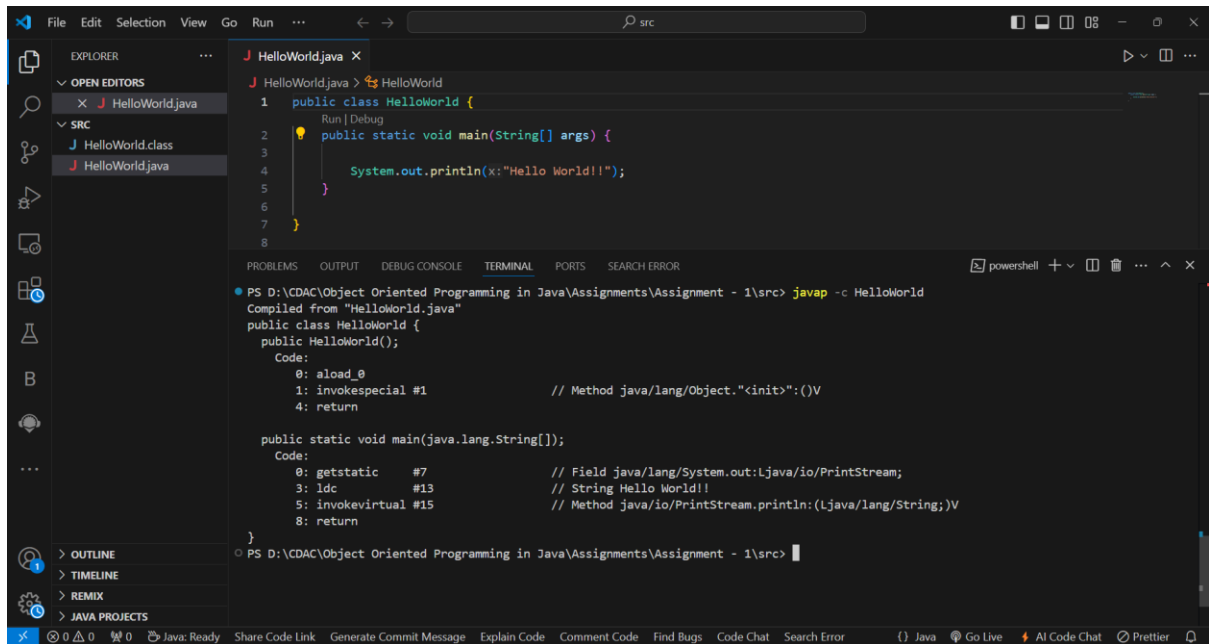 File Edit Selection View Go Run ··· ← → src
EXPLORER ···
OPEN EDITORS
J HelloWorld.java
SRC
J HelloWorld.class
J HelloWorld.java
OUTLINE
TIMELINE
REMIX
JAVA PROJECTS
J HelloWorld.java ×
J HelloWorld.java > HelloWorld
1 public class HelloWorld {
Run | Debug
2 public static void main(String[] args) {
3
4 System.out.println(x:"Hello World!!");
5 }
6
7 }
8
PROBLEMS OUTPUT DEBUG CONSOLE TERMINAL PORTS SEARCH ERROR powershell
PS D:\CDAC\Object Oriented Programming in Java\Assignments\Assignment - 1\src> javap -c HelloWorld
Compiled from "HelloWorld.java"
public class HelloWorld {
public HelloWorld();
Code:
0: aload_0
1: invokespecial #1 // Method java/lang/Object."<init>":()V
4: return
public static void main(java.lang.String[]);
Code:
0: getstatic #7 // Field java/lang/System.out:Ljava/io/PrintStream;
3: ldc #13 // String Hello World!!
5: invokevirtual #15 // Method java/io/PrintStream.println:(Ljava/lang/String;)V
8: return
}
PS D:\CDAC\Object Oriented Programming in Java\Assignments\Assignment - 1\src>
0 0 0 Java: Ready Share Code Link Generate Commit Message Explain Code Comment Code Find Bugs Code Chat Search Error {} Java Go Live AI Code Chat Prettier